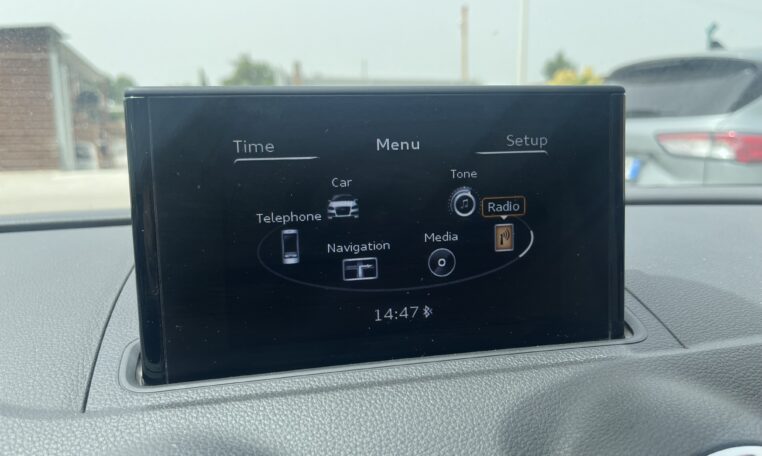 Time
Menu
Setup
Car
Tone
Telephone
Radio
Navigation
Media
14:47